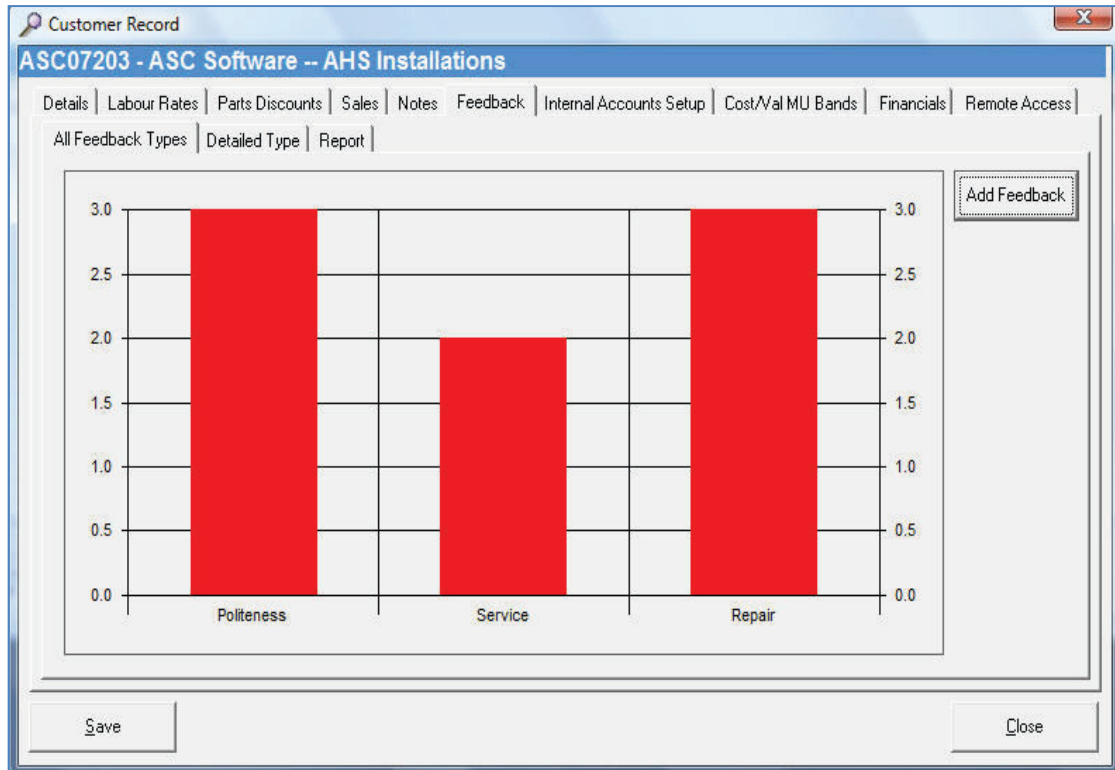 Customer Record
ASC07203 - ASC Software -- AHS Installations
Details Labour Rates Parts Discounts Sales Notes Feedback Internal Accounts Setup Cost/Val MU Bands Financials Remote Access
All Feedback Types Detailed Type Report
Add Feedback
3.0 3.0
2.5 2.5
2.0 2.0
1.5 1.5
1.0 1.0
0.5 0.5
0.0 0.0
Politeness Service Repair
Save Close